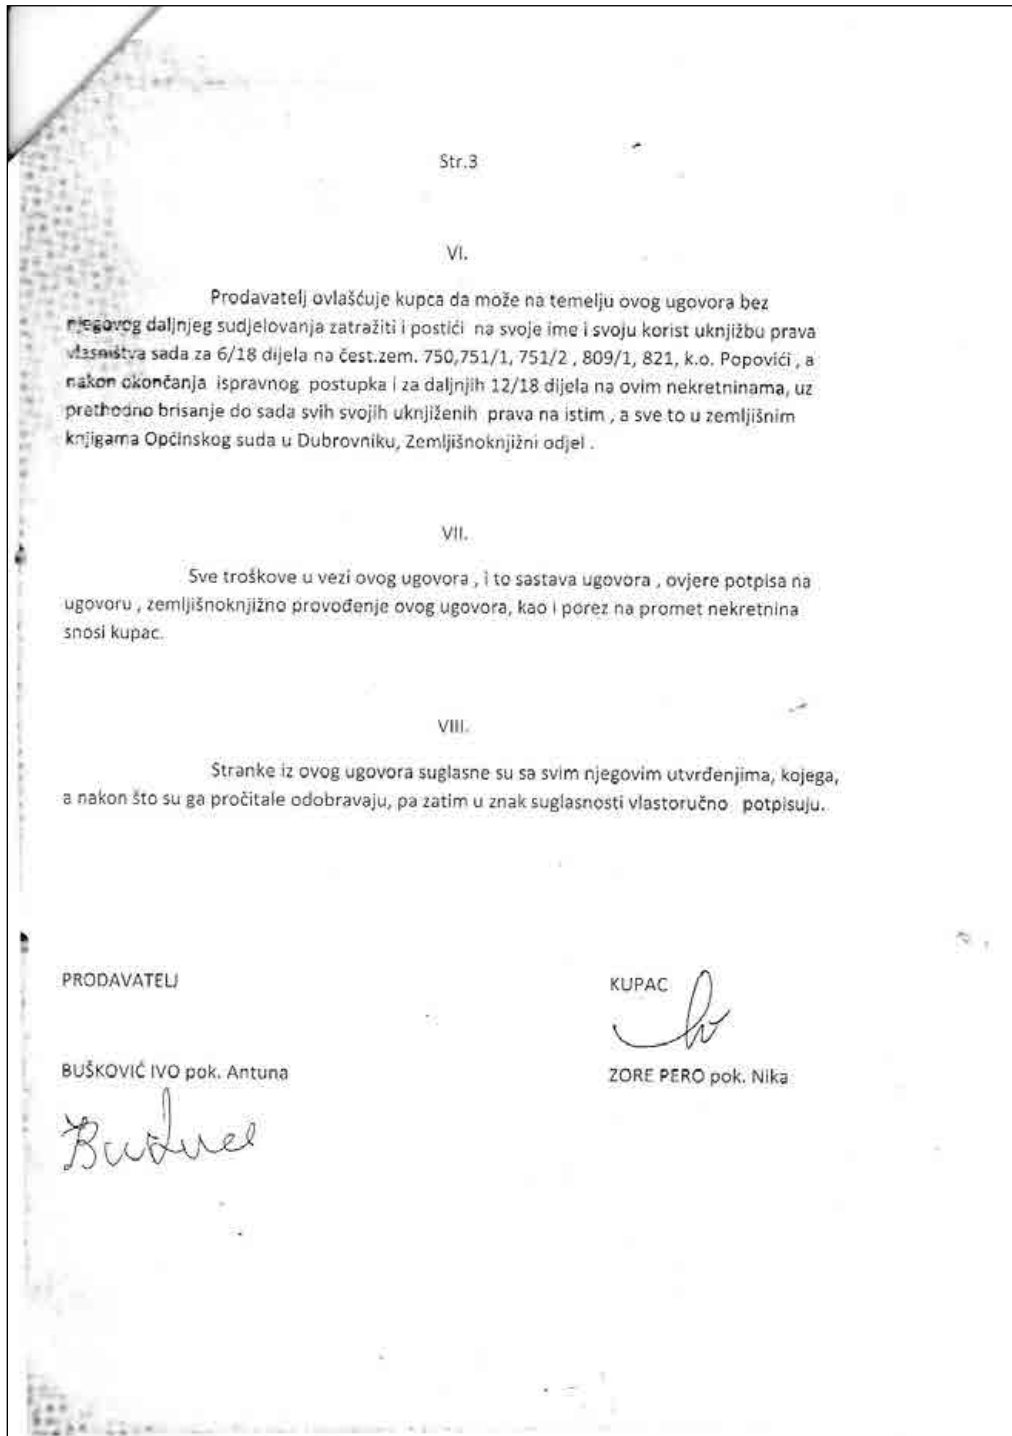 Str.3
VI.
Prodavatelj ovlašćuje kupca da može na temelju ovog ugovora bez
njegovog daljnjeg sudjelovanja zatražiti i postići na svoje ime i svoju korist uknjižbu prava
vlasništva sada za 6/18 dijela na čest.zem. 750,751/1, 751/2 , 809/1, 821, k.o. Popovići , a
nakon okončanja ispravnog postupka i za daljnjih 12/18 dijela na ovim nekretninama, uz
prethodno brisanje do sada svih svojih uknjiženih prava na istim , a sve to u zemljišnim
knjigama Općinskog suda u Dubrovniku, Zemljišnoknjižni odjel .
VII.
Sve troškove u vezi ovog ugovora , i to sastava ugovora , ovjere potpisa na
ugovoru , zemljišnoknjižno provođenje ovog ugovora, kao i porez na promet nekretnina
snosi kupac.
VIII.
Stranke iz ovog ugovora suglasne su sa svim njegovim utvrđenjima, kojega,
a nakon što su ga pročitale odobravaju, pa zatim u znak suglasnosti vlastoručno potpisuju.
PRODAVATELJ
KUPAC
BUŠKOVIĆ IVO pok. Antuna
ZORE PERO pok. Nika